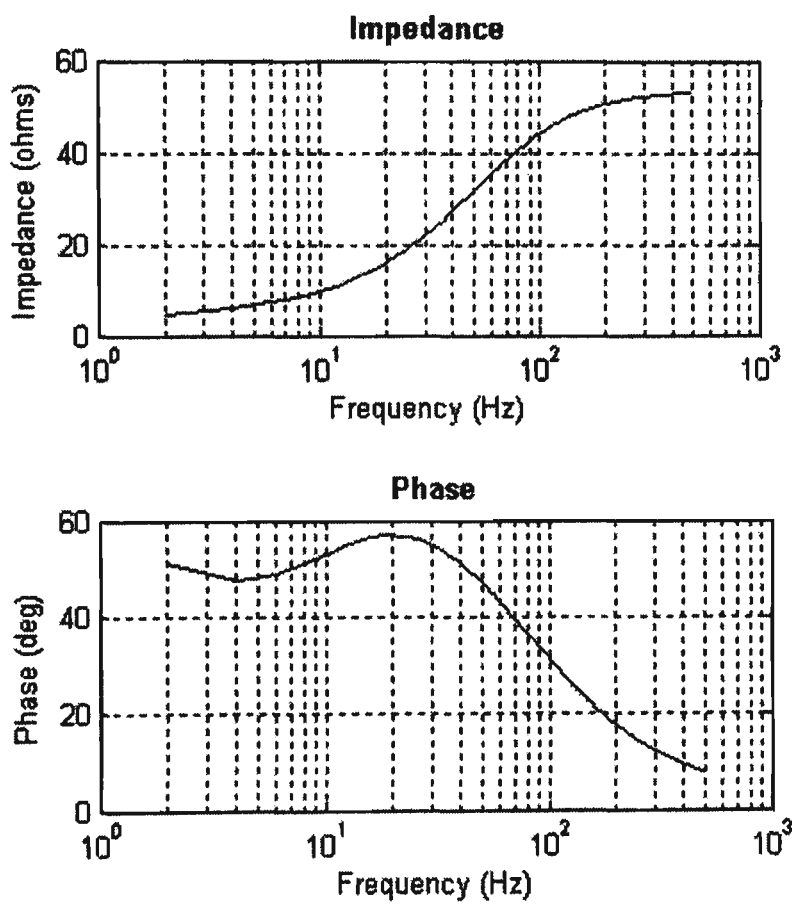 Impedance
Impedance (ohms)
60
40
20
0
10^0
10^1
10^2
10^3
Frequency (Hz)
Phase
Phase (deg)
60
40
20
0
10^0
10^1
10^2
10^3
Frequency (Hz)